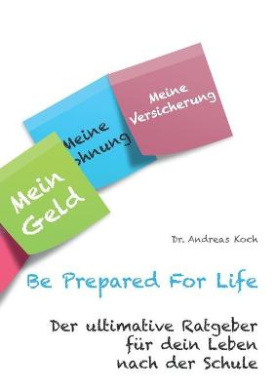 Meine
Versicherung
Meine
ohnung
Mein
Geld
Dr. Andreas Koch
Be Prepared For Life
Der ultimative Ratgeber
für dein Leben
nach der Schule